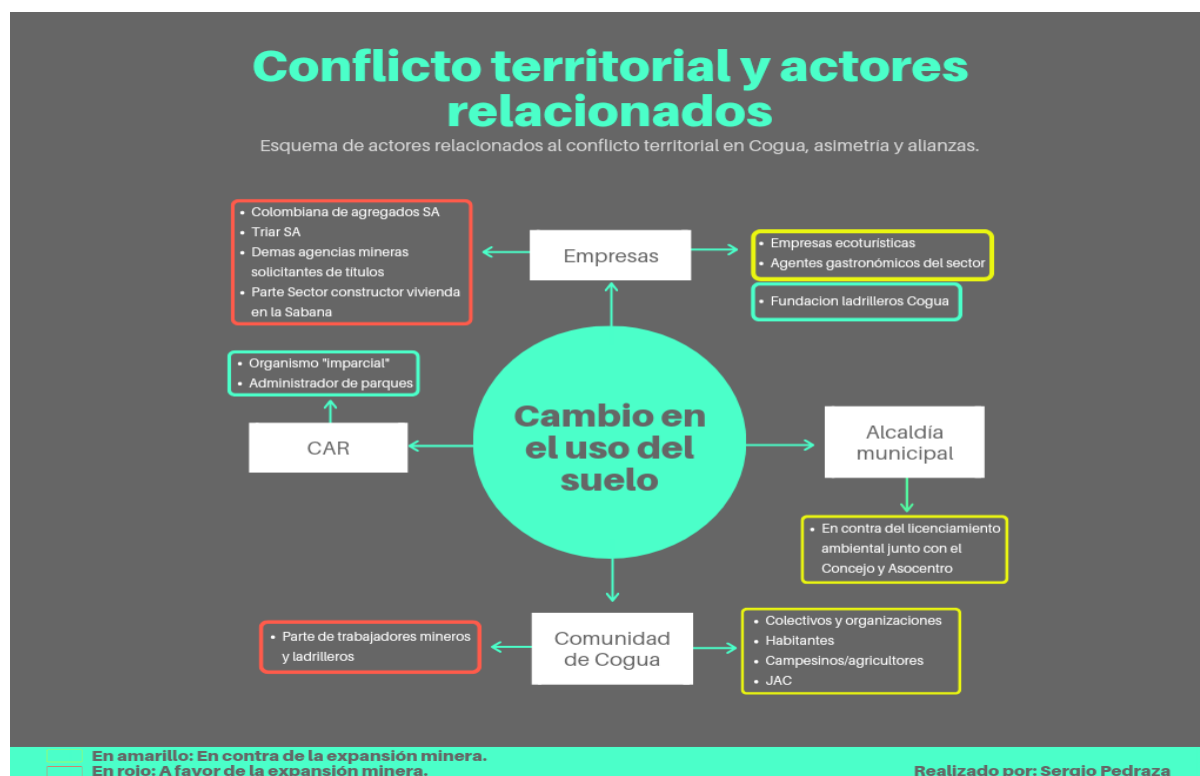 Conflicto territorial y actores
relacionados
Esquema de actores relacionados al conflicto territorial en Cogua, asimetría y alianzas.
• Colombiana de agregados SA
• Triar SA
• Demas agencias mineras
solicitantes de títulos
• Parte Sector constructor vivienda
en la Sabana
Empresas
• Empresas ecoturísticas
• Agentes gastronómicos del sector
• Fundacion ladrilleros Cogua
• Organismo "imparcial"
• Administrador de parques
CAR
Cambio en
el uso del
suelo
Alcaldía
municipal
• En contra del licenciamiento
ambiental junto con el
Concejo y Asocentro
• Parte de trabajadores mineros
y ladrilleros
Comunidad
de Cogua
• Colectivos y organizaciones
• Habitantes
• Campesinos/agricultores
• JAC
En amarillo: En contra de la expansión minera.
En rojo: A favor de la expansión minera.
Realizado por: Sergio Pedraza